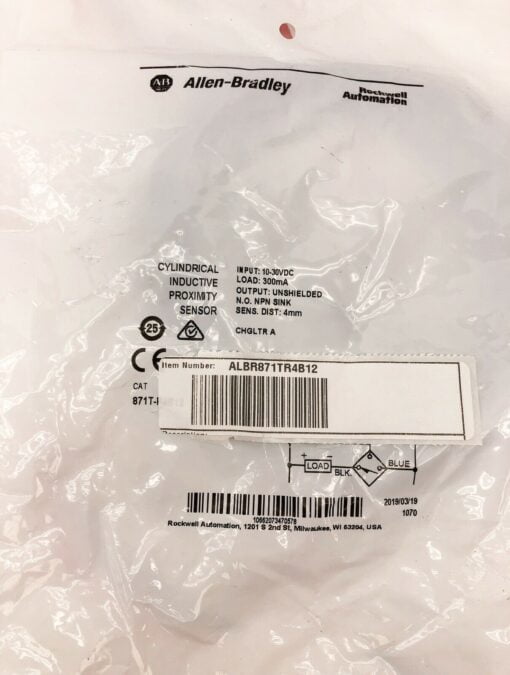 AB Allen-Bradley
Rockwell
Automation
CYLINDRICAL
INDUCTIVE
PROXIMITY
SENSOR
INPUT: 10-30VDC
LOAD: 300mA
OUTPUT: UNSHIELDED
N.O. NPN SINK
SENS. DIST: 4mm
25
CHGLTR A
CE
Item Number: ALBR871TR4B12
CAT
871T-
+ −
LOAD
BLK.
BLUE
2019/03/19
10662073470578
1070
Rockwell Automation, 1201 S 2nd St, Milwaukee, WI 53204, USA